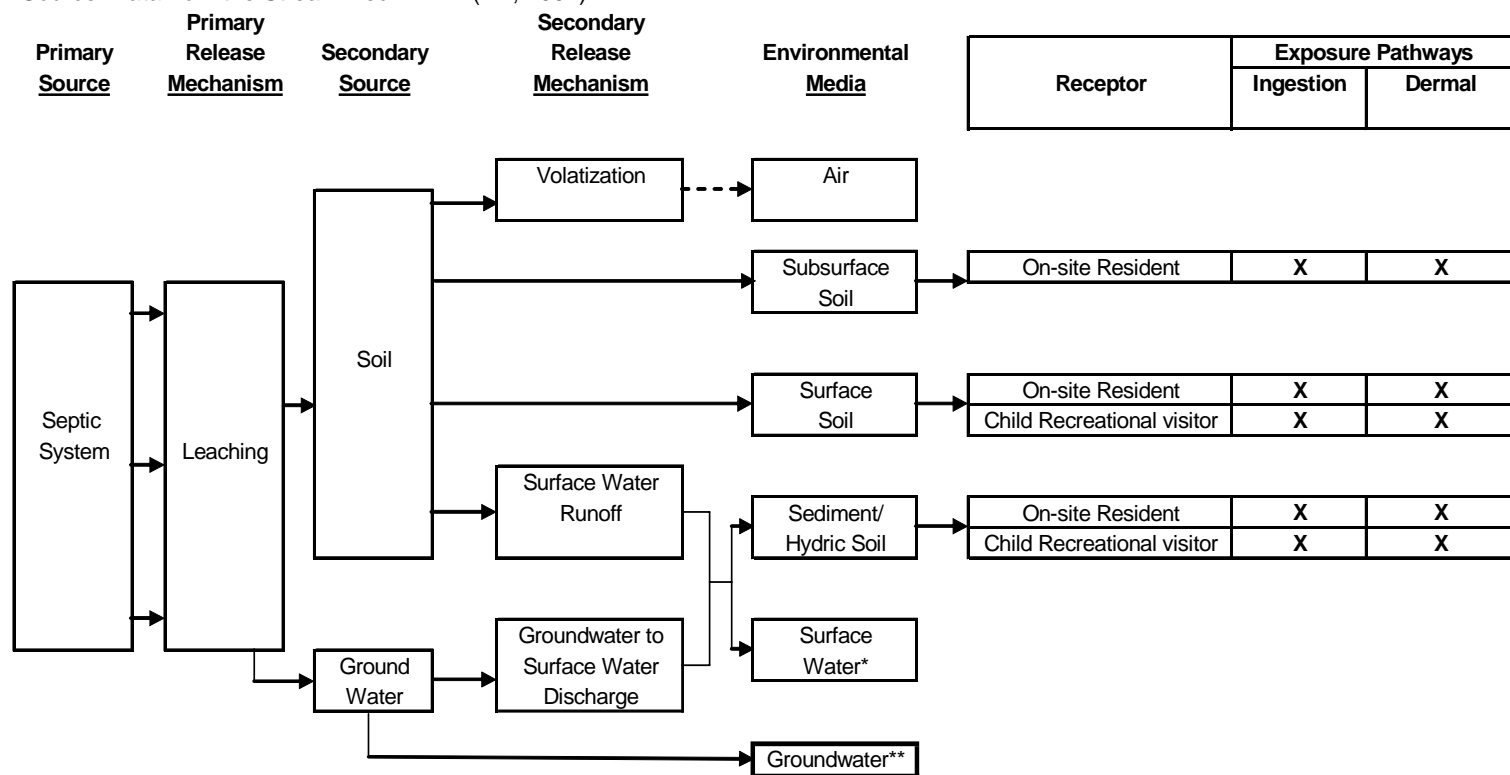 Primary
Source
Primary
Release
Mechanism
Secondary
Source
Secondary
Release
Mechanism
Environmental
Media
Receptor
Exposure Pathways
Ingestion
Dermal
Volatization
Air
Subsurface
Soil
On-site Resident
X
X
Soil
Surface
Soil
On-site Resident
X
X
Child Recreational visitor
X
X
Septic
System
Leaching
Surface Water
Runoff
Sediment/
Hydric Soil
On-site Resident
X
X
Child Recreational visitor
X
X
Ground
Water
Groundwater to
Surface Water
Discharge
Surface
Water*
Groundwater**